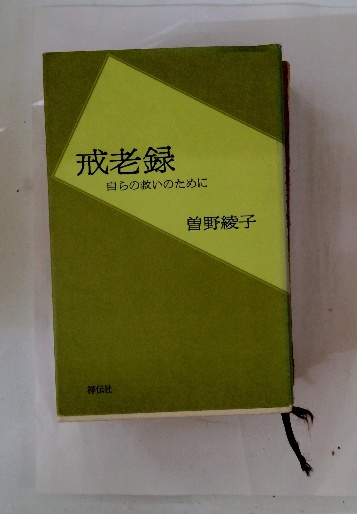 戒老録
自らの救いのために
曽野綾子
祥伝社